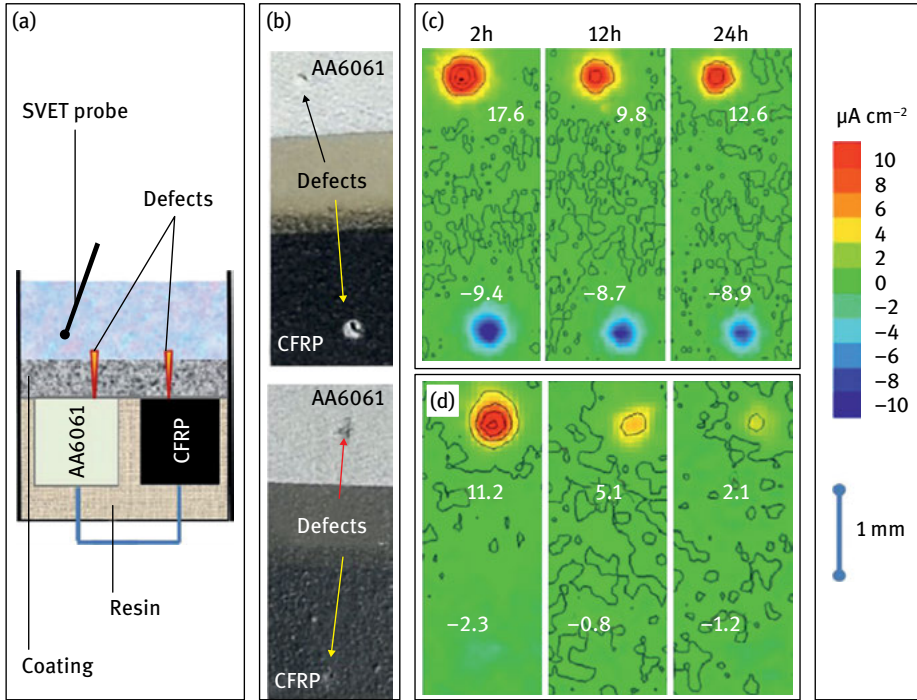 (a)
SVET probe
Defects
AA6061
CFRP
Resin
Coating
(b)
AA6061
Defects
CFRP
AA6061
Defects
CFRP
(c)
2h 12h 24h
17.6 9.8 12.6
−9.4 −8.7 −8.9
(d)
11.2 5.1 2.1
−2.3 −0.8 −1.2
µA cm⁻²
10
8
6
4
2
0
−2
−4
−6
−8
−10
1 mm